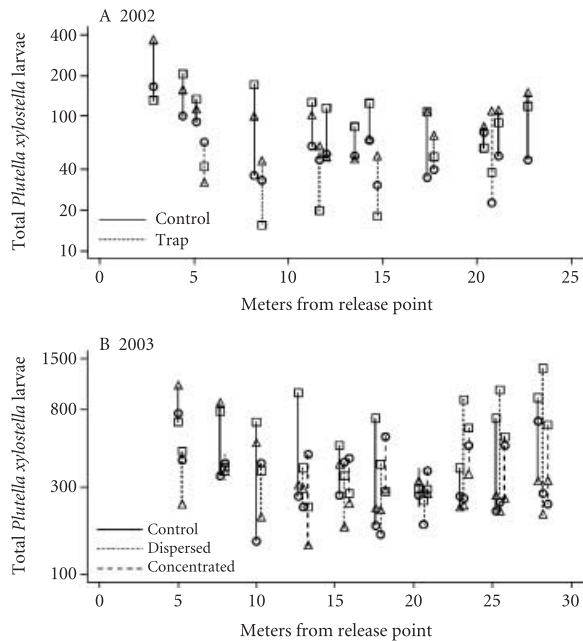 A 2002
Total Plutella xylostella larvae
400
200
100
40
20
10
Control
Trap
0 5 10 15 20 25
Meters from release point
B 2003
Total Plutella xylostella larvae
1500
800
300
100
Control
Dispersed
Concentrated
0 5 10 15 20 25 30
Meters from release point